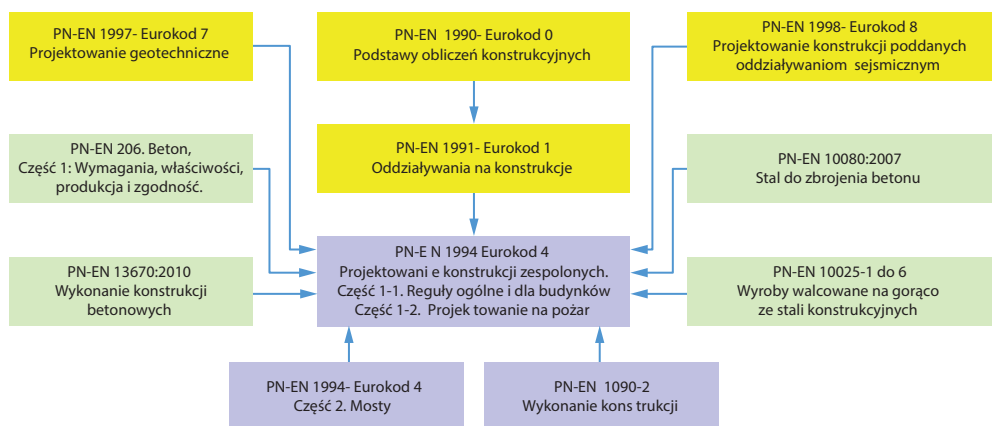 PN-EN 1997- Eurokod 7
Projektowanie geotechniczne
PN-EN 1990- Eurokod 0
Podstawy obliczeń konstrukcyjnych
PN-EN 1998- Eurokod 8
Projektowanie konstrukcji poddanych
oddziaływaniom sejsmicznym
PN-EN 206. Beton,
Część 1: Wymagania, właściwości,
produkcja i zgodność.
PN-EN 1991- Eurokod 1
Oddziaływania na konstrukcje
PN-EN 10080:2007
Stal do zbrojenia betonu
PN-EN 13670:2010
Wykonanie konstrukcji
betonowych
PN-E N 1994 Eurokod 4
Projektowani e konstrukcji zespolonych.
Część 1-1. Reguły ogólne i dla budynków
Część 1-2. Projek towanie na pożar
PN-EN 10025-1 do 6
Wyroby walcowane na gorąco
ze stali konstrukcyjnych
PN-EN 1994- Eurokod 4
Część 2. Mosty
PN-EN 1090-2
Wykonanie kons trukcji